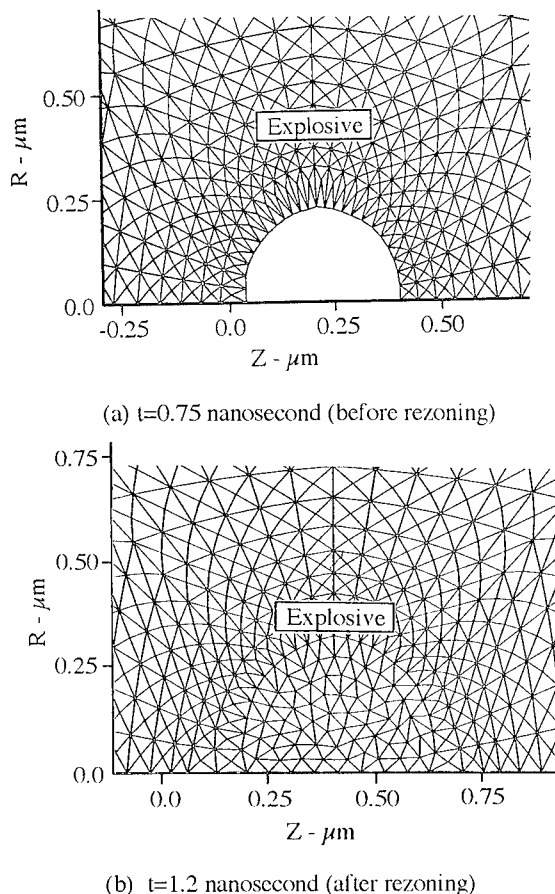 0.50
0.25
0.0
R - μm
Explosive
-0.25 0.0 0.25 0.50
Z - μm
(a) t=0.75 nanosecond (before rezoning)
0.75
0.50
0.25
0.0
R - μm
Explosive
0.0 0.25 0.50 0.75
Z - μm
(b) t=1.2 nanosecond (after rezoning)